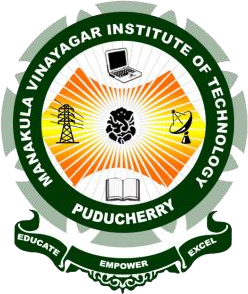 MANAKULA VINAYAGAR INSTITUTE OF TECHNOLOGY
PUDUCHERRY
EDUCATE
EMPOWER
EXCEL